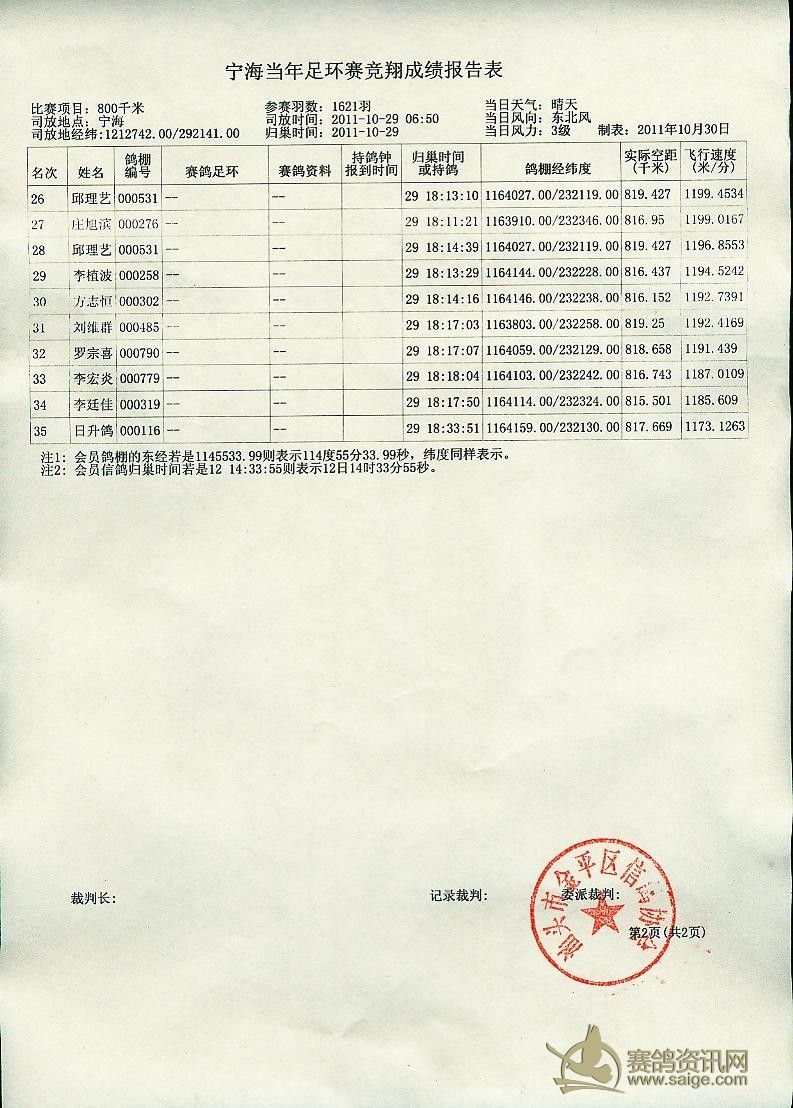 宁海当年足环赛竞翔成绩报告表
比赛项目: 800千米 参赛羽数: 1621羽 当日天气: 晴天
司放地点: 宁海 司放时间: 2011-10-29 06:50 当日风向: 东北风
司放地经纬:1212742.00/292141.00 归巢时间: 2011-10-29 当日风力: 3级 制表: 2011年10月30日
名次 姓名 鸽棚编号 赛鸽足环 赛鸽资料 持鸽钟报到时间 归巢时间或持鸽 鸽棚经纬度 实际空距(千米) 飞行速度(米/分)
26 邱理艺 000531 -- -- 29 18:13:10 1164027.00/232119.00 819.427 1199.4534
27 庄旭滨 000276 -- -- 29 18:11:21 1163910.00/232346.00 816.95 1199.0167
28 邱理艺 000531 -- -- 29 18:14:39 1164027.00/232119.00 819.427 1196.8553
29 李植波 000258 -- -- 29 18:13:29 1164144.00/232228.00 816.437 1194.5242
30 方志恒 000302 -- -- 29 18:14:16 1164146.00/232238.00 816.152 1192.7391
31 刘维群 000485 -- -- 29 18:17:03 1163803.00/232258.00 819.25 1192.4169
32 罗宗喜 000790 -- -- 29 18:17:07 1164059.00/232129.00 818.658 1191.439
33 李宏炎 000779 -- -- 29 18:18:04 1164103.00/232242.00 816.743 1187.0109
34 李廷佳 000319 -- -- 29 18:17:50 1164114.00/232324.00 815.501 1185.609
35 日升鸽 000116 -- -- 29 18:33:51 1164159.00/232130.00 817.669 1173.1263
注1: 会员鸽棚的东经若是1145533.99则表示114度55分33.99秒, 纬度同样表示。
注2: 会员信鸽归巢时间若是12 14:33:55则表示12日14时33分55秒。
裁判长: 记录裁判: 委派裁判:
汕头市金平区信鸽协会
第2页(共2页)
赛鸽资讯网
www.saige.com